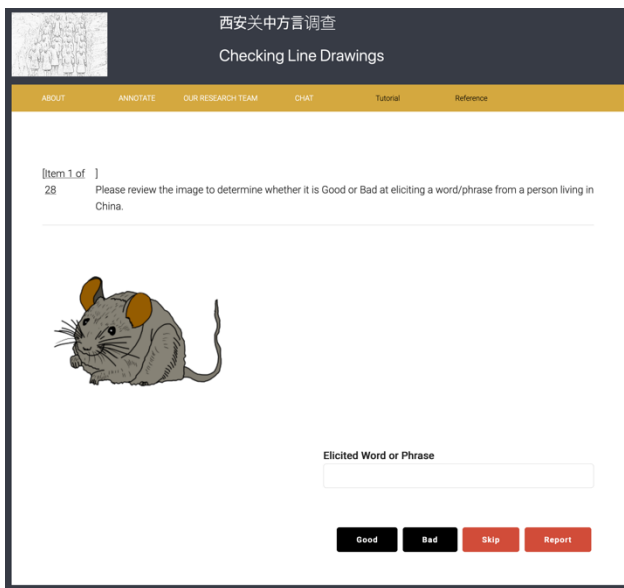 西安关中方言调查
Checking Line Drawings
ABOUT ANNOTATE OUR RESEARCH TEAM CHAT Tutorial Reference
[Item 1 of 28]
Please review the image to determine whether it is Good or Bad at eliciting a word/phrase from a person living in
China.
Elicited Word or Phrase
Good Bad Skip Report